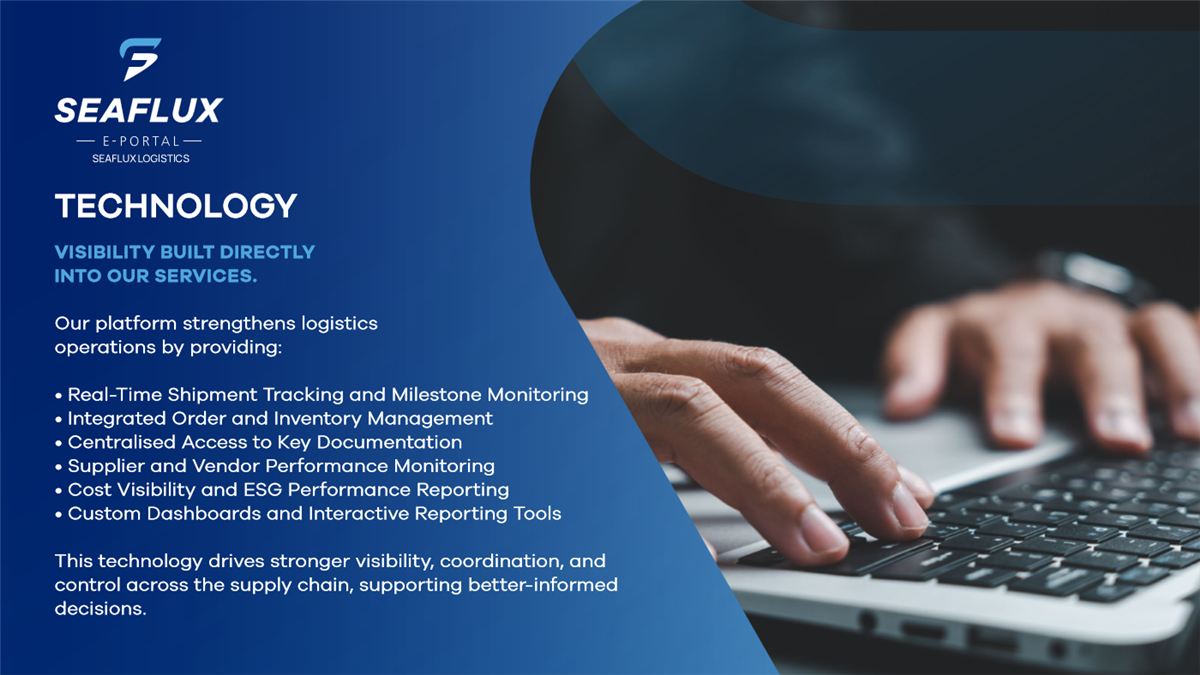 SEAFLUX
E-PORTAL
SEAFLUX LOGISTICS
TECHNOLOGY
VISIBILITY BUILT DIRECTLY
INTO OUR SERVICES.
Our platform strengthens logistics
operations by providing:
• Real-Time Shipment Tracking and Milestone Monitoring
• Integrated Order and Inventory Management
• Centralised Access to Key Documentation
• Supplier and Vendor Performance Monitoring
• Cost Visibility and ESG Performance Reporting
• Custom Dashboards and Interactive Reporting Tools
This technology drives stronger visibility, coordination, and
control across the supply chain, supporting better-informed
decisions.